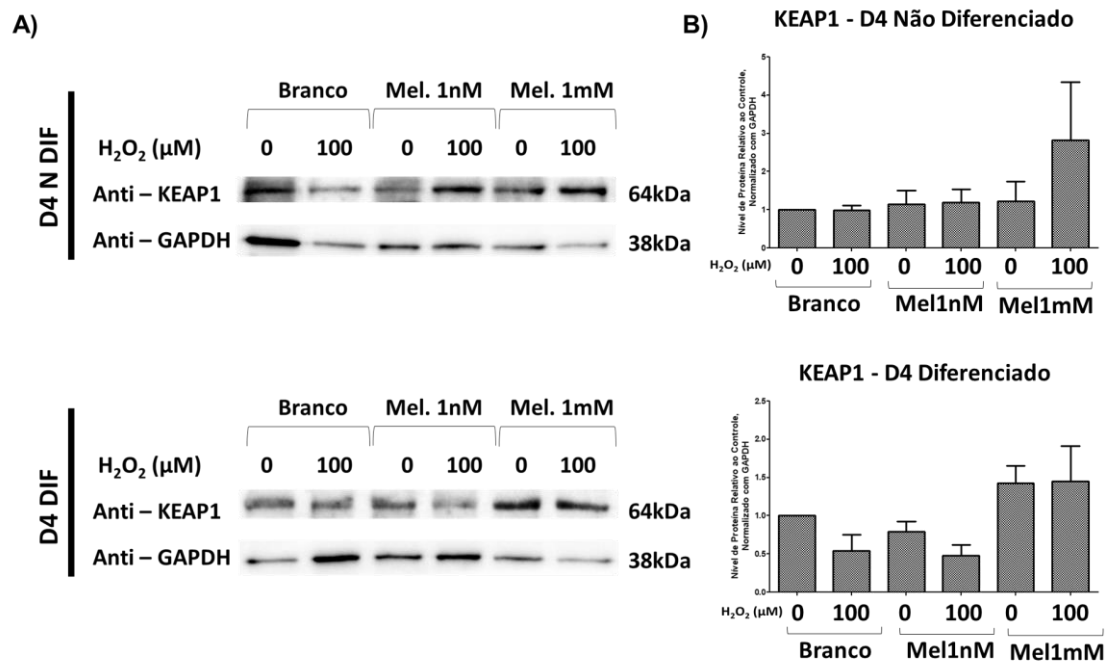 A)
D4 N DIF
Branco Mel. 1nM Mel. 1mM
H₂O₂ (µM) 0 100 0 100 0 100
Anti – KEAP1 64kDa
Anti – GAPDH 38kDa
D4 DIF
Branco Mel. 1nM Mel. 1mM
H₂O₂ (µM) 0 100 0 100 0 100
Anti – KEAP1 64kDa
Anti – GAPDH 38kDa
B)
KEAP1 - D4 Não Diferenciado
Nível de Proteína Relativo ao Controle,
Normalizado com GAPDH
5
4
3
2
1
0
H₂O₂ (µM) 0 100 0 100 0 100
Branco Mel1nM Mel1mM
KEAP1 - D4 Diferenciado
Nível de Proteína Relativo ao Controle,
Normalizado com GAPDH
2.5
2.0
1.5
1.0
0.5
0.0
H₂O₂ (µM) 0 100 0 100 0 100
Branco Mel1nM Mel1mM